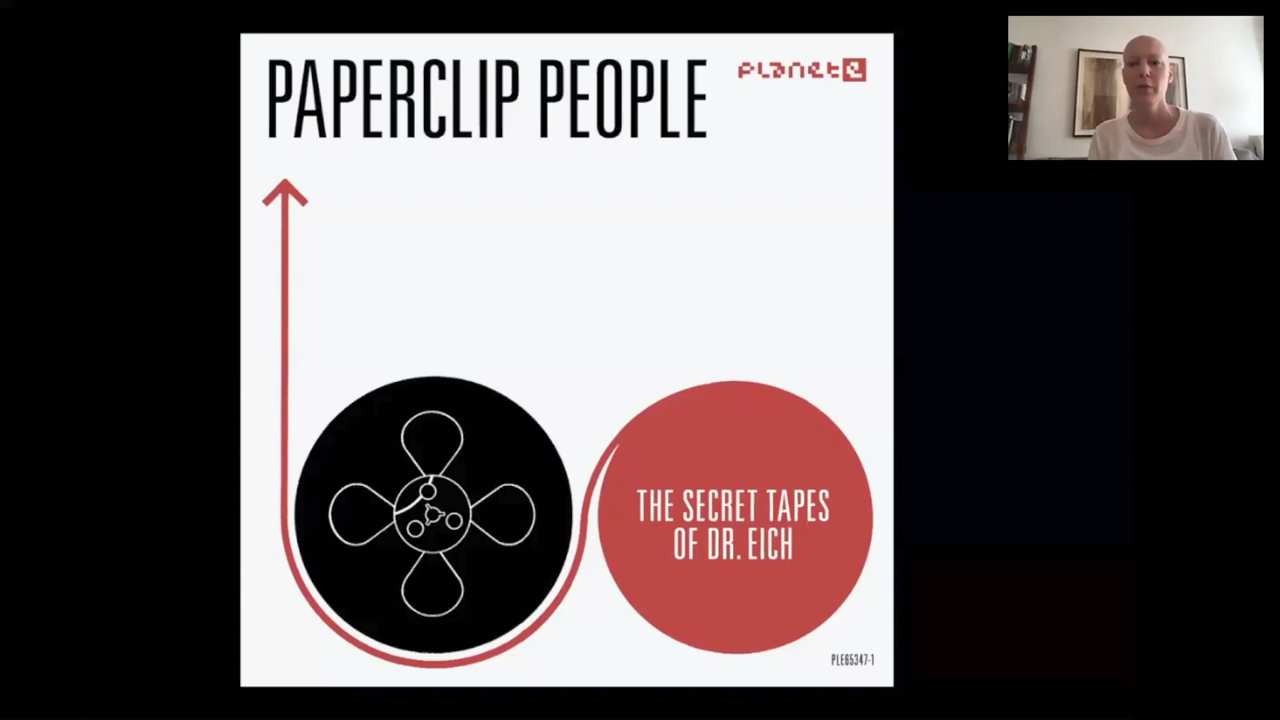 PAPERCLIP PEOPLE
planet e
THE SECRET TAPES
OF DR. EICH
PLE65347-1